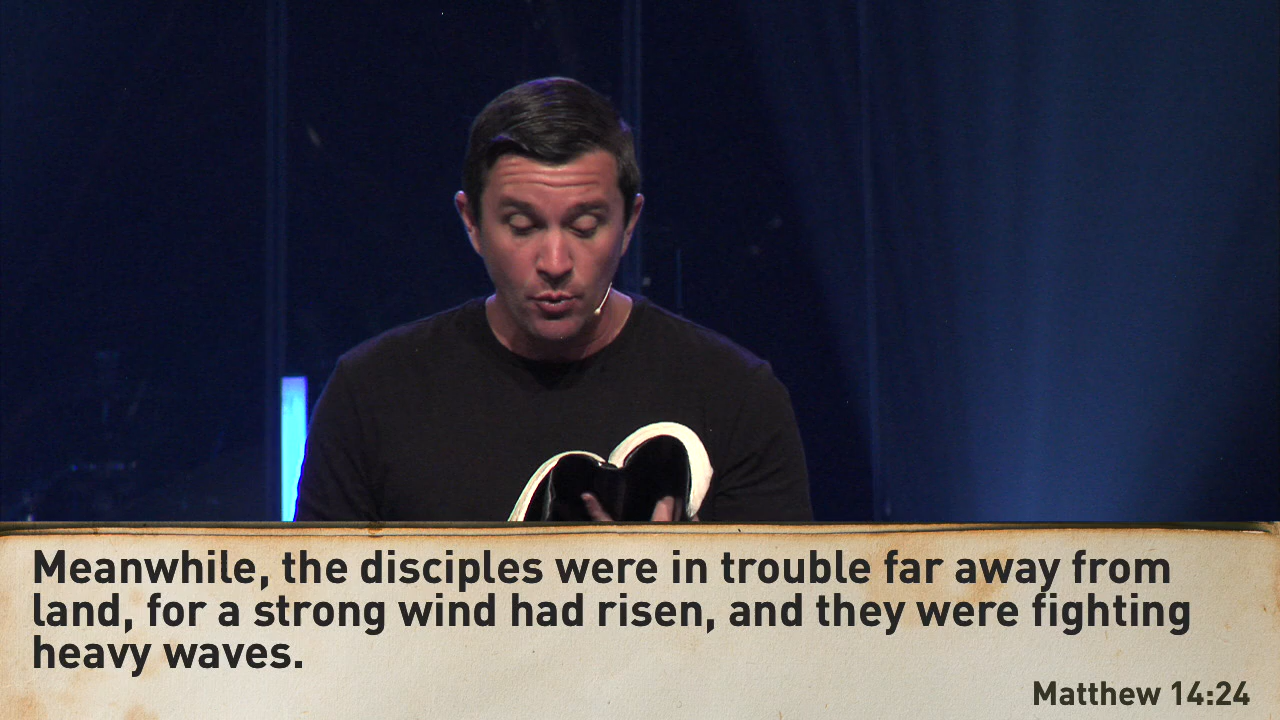 Meanwhile, the disciples were in trouble far away from
land, for a strong wind had risen, and they were fighting
heavy waves.
Matthew 14:24